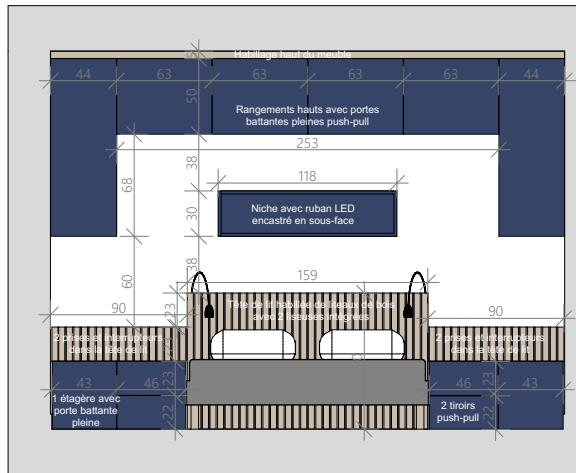 Habillage haut du meuble
5
44
63
63
63
63
44
50
Rangements hauts avec portes
battantes pleines push-pull
253
38
68
118
30
Niche avec ruban LED
encastré en sous-face
38
60
159
90
23
Tête de lit habillée de liteaux de bois
avec 2 liseuses intégrées
90
2 prises et interrupteurs
dans la tête de lit
2 prises et interrupteurs
dans la tête de lit
43
46
23
46
43
23
1 étagère avec
porte battante
pleine
22
2 tiroirs
push-pull
22